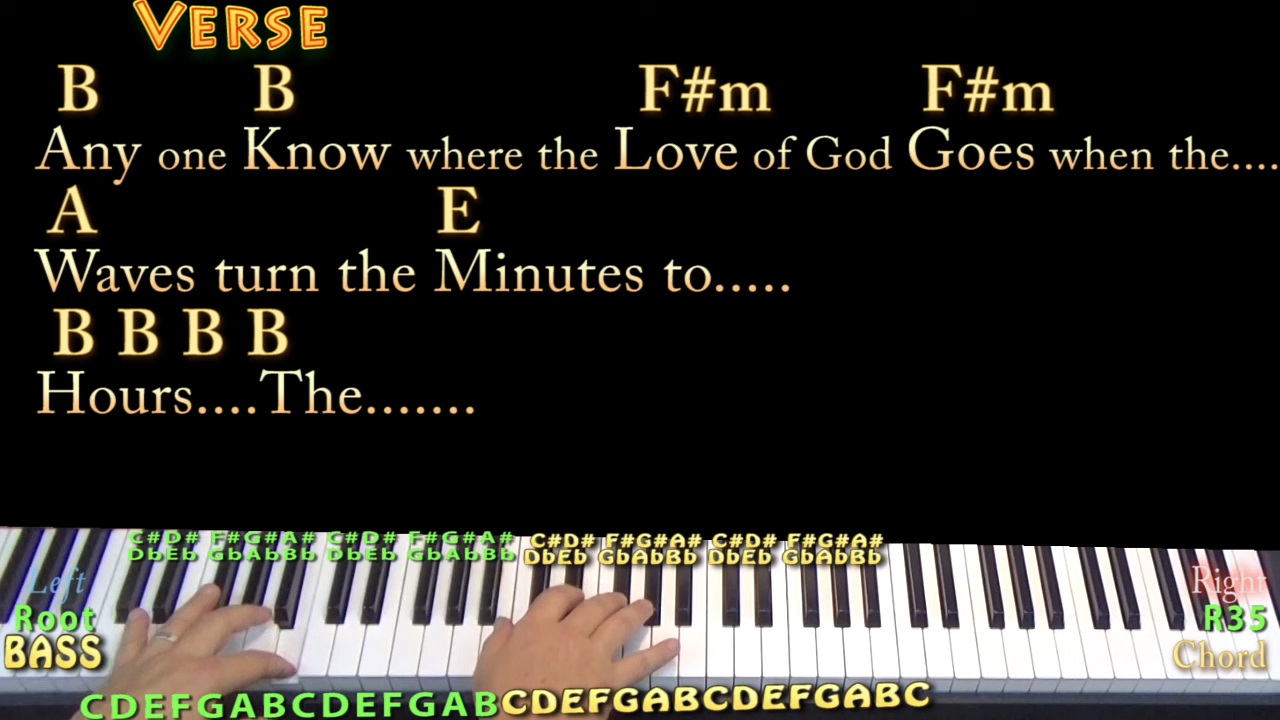 VERSE
B B F#m F#m
Any one Know where the Love of God Goes when the....
A E
Waves turn the Minutes to.....
B B B B
Hours....The.......
C#D# F#G#A# C#D# F#G#A# C#D# F#G#A# C#D# F#G#A#
DbEb GbAbBb DbEb GbAbBb DbEb GbAbBb DbEb GbAbBb
Left
Root
BASS
Right
R35
Chord
CDEFGABCDEFGABCDEFGABCDEFGABC